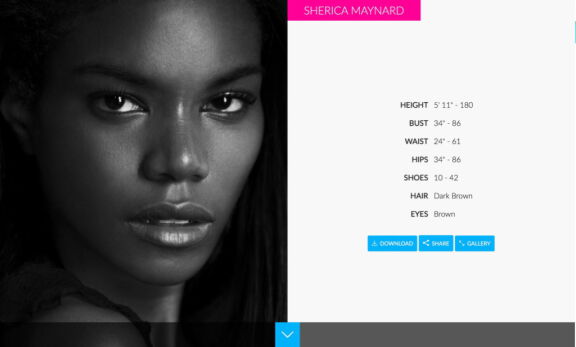 SHERICA MAYNARD
HEIGHT 5' 11" - 180
BUST 34" - 86
WAIST 24" - 61
HIPS 34" - 86
SHOES 10 - 42
HAIR Dark Brown
EYES Brown
DOWNLOAD SHARE GALLERY